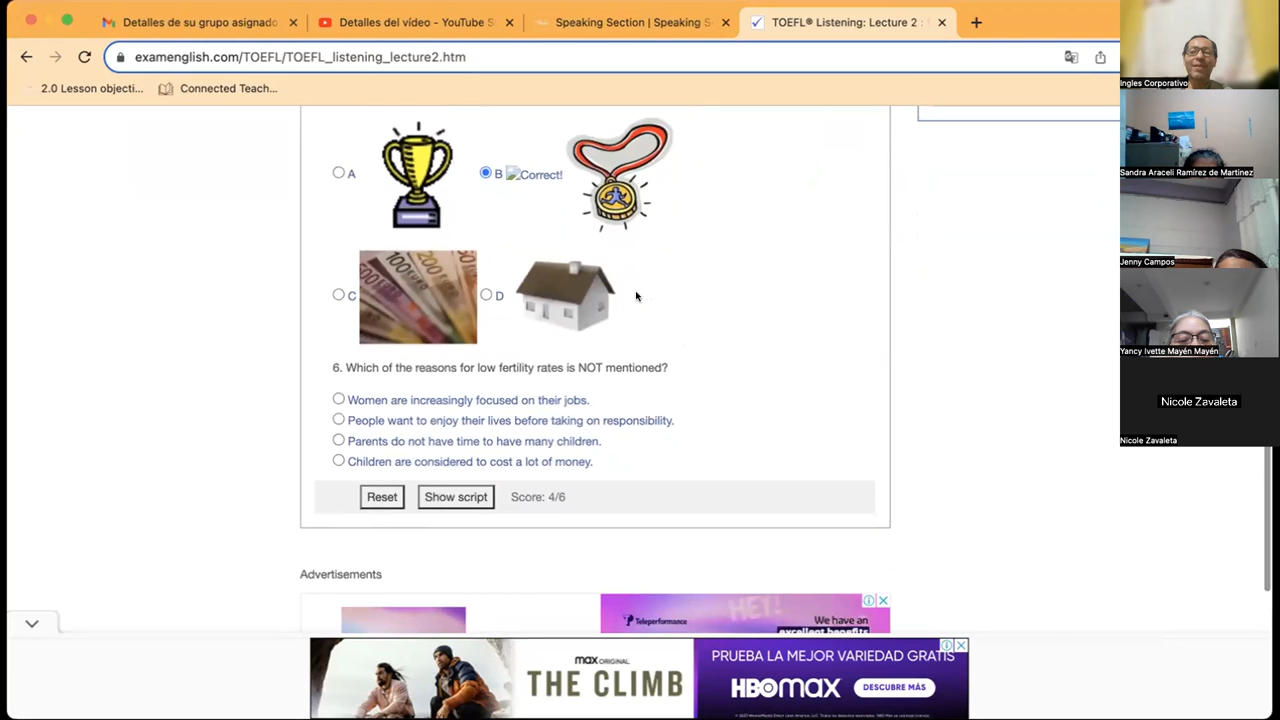 Detalles de su grupo asignado
Detalles del vídeo - YouTube S
Speaking Section | Speaking S
TOEFL® Listening: Lecture 2 :
examenglish.com/TOEFL/TOEFL_listening_lecture2.htm
2.0 Lesson objecti...
Connected Teach...
A
B Correct!
C
D
6. Which of the reasons for low fertility rates is NOT mentioned?
Women are increasingly focused on their jobs.
People want to enjoy their lives before taking on responsibility.
Parents do not have time to have many children.
Children are considered to cost a lot of money.
Reset
Show script
Score: 4/6
Advertisements
HEY!
Teleperformance
We have an
excellent benefits
max ORIGINAL
THE CLIMB
PRUEBA LA MEJOR VARIEDAD GRATIS
HBOmax
DESCUBRE MÁS
Ingles Corporativo
Sandra Araceli Ramírez de Martinez
Jenny Campos
Yancy Ivette Mayén Mayén
Nicole Zavaleta
Nicole Zavaleta